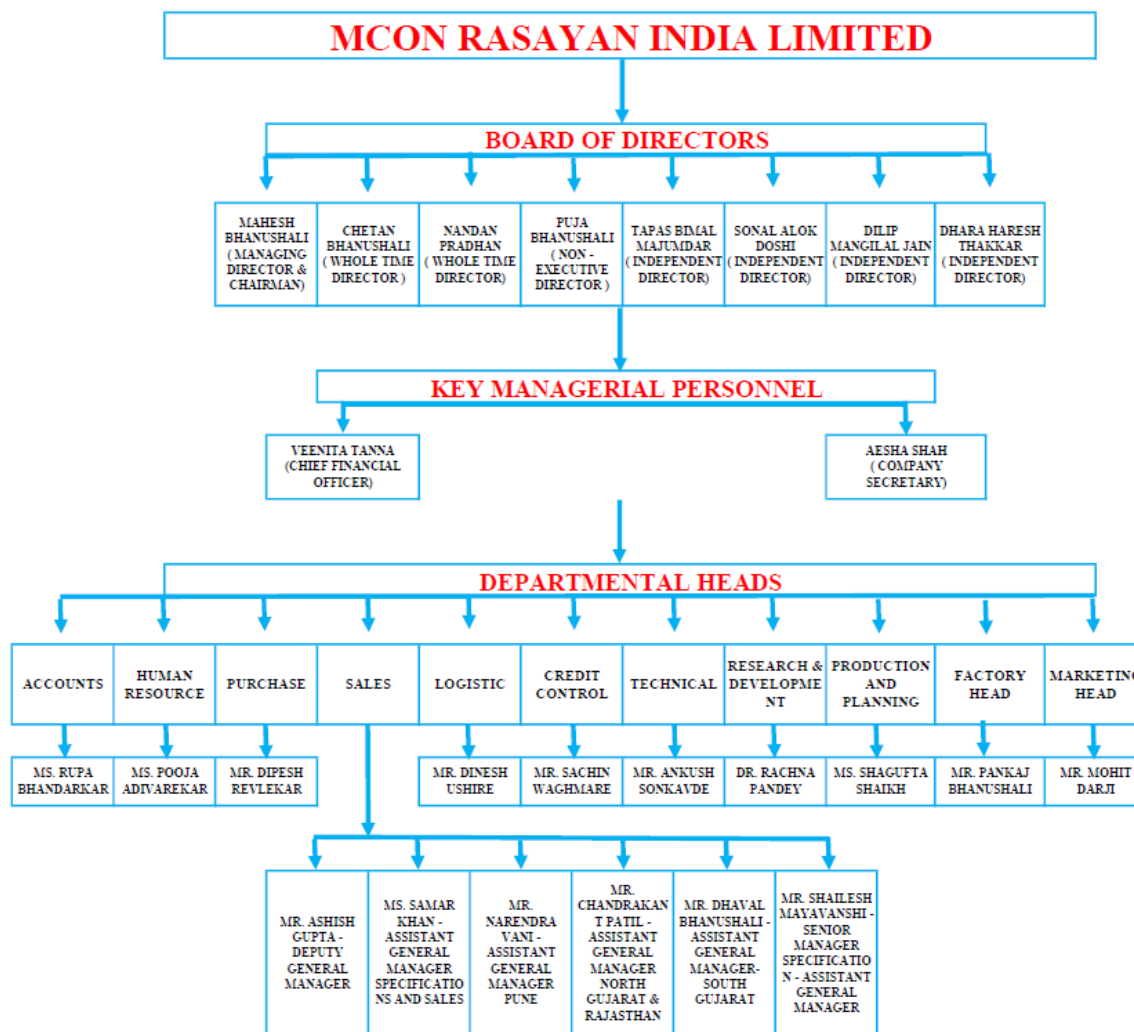 MCON RASAYAN INDIA LIMITED
BOARD OF DIRECTORS
MAHESH
BHANUSHALI
( MANAGING
DIRECTOR &
CHAIRMAN)
CHETAN
BHANUSHALI
( WHOLE TIME
DIRECTOR )
NANDAN
PRADHAN
( WHOLE TIME
DIRECTOR)
PUJA
BHANUSHALI
( NON -
EXECUTIVE
DIRECTOR )
TAPAS BIMAL
MAJUMDAR
( INDEPENDENT
DIRECTOR)
SONAL ALOK
DOSHI
( INDEPENDENT
DIRECTOR)
DILIP
MANGILAL JAIN
( INDEPENDENT
DIRECTOR)
DHARA HARESH
THAKKAR
( INDEPENDENT
DIRECTOR)
KEY MANAGERIAL PERSONNEL
VEENITA TANNA
(CHIEF FINANCIAL
OFFICER)
AESHA SHAH
( COMPANY
SECRETARY)
DEPARTMENTAL HEADS
ACCOUNTS
HUMAN
RESOURCE
PURCHASE
SALES
LOGISTIC
CREDIT
CONTROL
TECHNICAL
RESEARCH &
DEVELOPME
NT
PRODUCTION
AND
PLANNING
FACTORY
HEAD
MARKETING
HEAD
MS. RUPA
BHANDARKAR
MS. POOJA
ADIVAREKAR
MR. DIPESH
REVLEKAR
MR. DINESH
USHIRE
MR. SACHIN
WAGHMARE
MR. ANKUSH
SONKAVDE
DR. RACHNA
PANDEY
MS. SHAGUFTA
SHAIKH
MR. PANKAJ
BHANUSHALI
MR. MOHIT
DARJI
MR. ASHISH
GUPTA -
DEPUTY
GENERAL
MANAGER
MS. SAMAR
KHAN -
ASSISTANT
GENERAL
MANAGER
SPECIFICATIO
NS AND SALES
MR.
NARENDRA
VANI -
ASSISTANT
GENERAL
MANAGER
PUNE
MR.
CHANDRAKAN
T PATIL -
ASSISTANT
GENERAL
MANAGER
NORTH
GUJARAT &
RAJASTHAN
MR. DHAVAL
BHANUSHALI -
ASSISTANT
GENERAL
MANAGER-
SOUTH
GUJARAT
MR. SHAILESH
MAYAVANSHI -
SENIOR
MANAGER
SPECIFICATIO
N - ASSISTANT
GENERAL
MANAGER